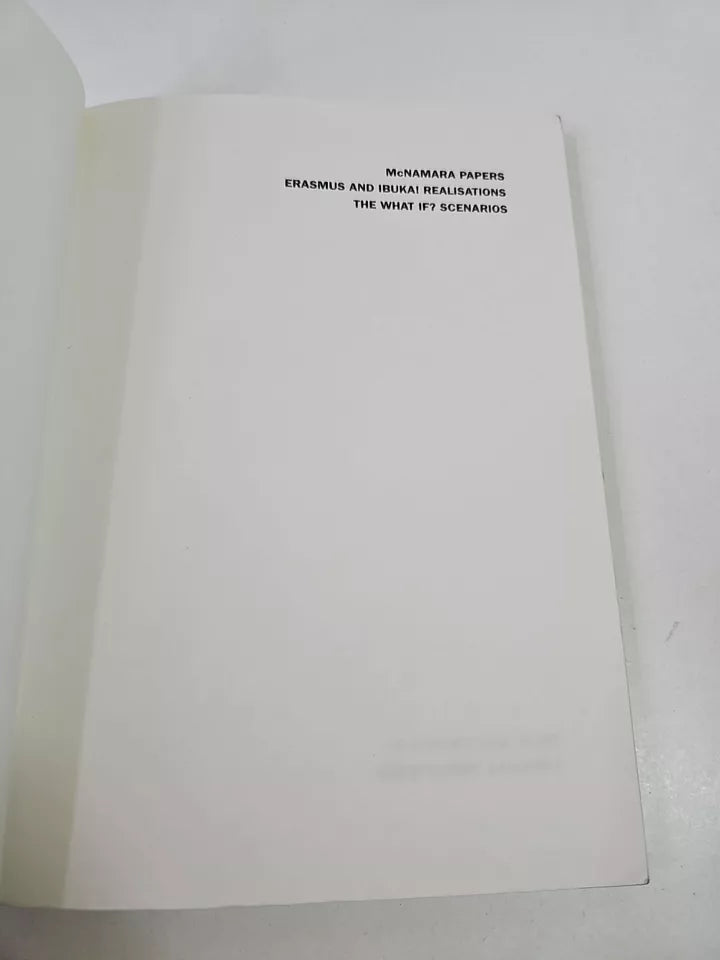 McNAMARA PAPERS
ERASMUS AND IBUKA! REALISATIONS
THE WHAT IF? SCENARIOS